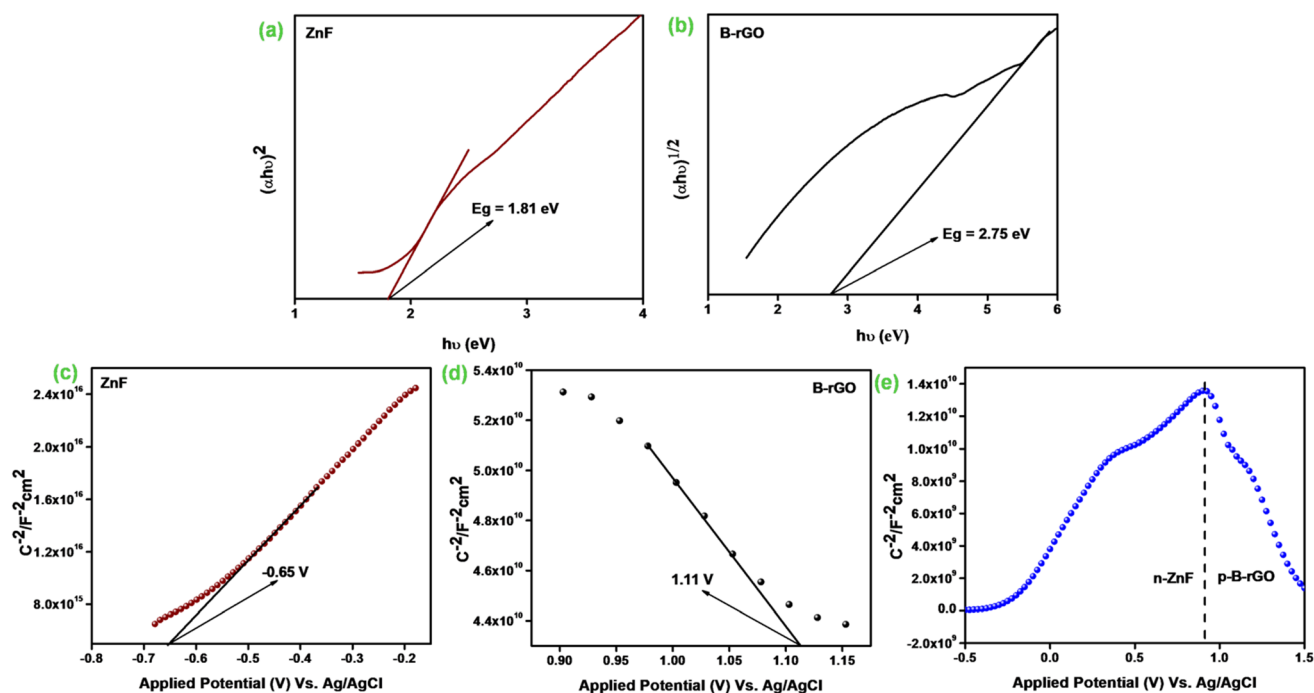 (a)
ZnF
(αhυ)²
Eg = 1.81 eV
1 2 3 4
hυ (eV)
(b)
B-rGO
(αhυ)^1/2
Eg = 2.75 eV
1 2 3 4 5 6
hυ (eV)
(c)
ZnF
C⁻²/F⁻²cm²
2.4x10¹⁶
2.0x10¹⁶
1.6x10¹⁶
1.2x10¹⁶
8.0x10¹⁵
-0.65 V
-0.8 -0.7 -0.6 -0.5 -0.4 -0.3 -0.2
Applied Potential (V) Vs. Ag/AgCl
(d)
B-rGO
C⁻²/F⁻²cm²
5.4x10¹⁰
5.2x10¹⁰
5.0x10¹⁰
4.8x10¹⁰
4.6x10¹⁰
4.4x10¹⁰
1.11 V
0.90 0.95 1.00 1.05 1.10 1.15
Applied Potential (V) Vs. Ag/AgCl
(e)
C⁻²/F⁻²cm²
1.4x10¹⁰
1.2x10¹⁰
1.0x10¹⁰
8.0x10⁹
6.0x10⁹
4.0x10⁹
2.0x10⁹
0.0
-2.0x10⁹
n-ZnF
p-B-rGO
-0.5 0.0 0.5 1.0 1.5
Applied Potential (V) Vs. Ag/AgCl